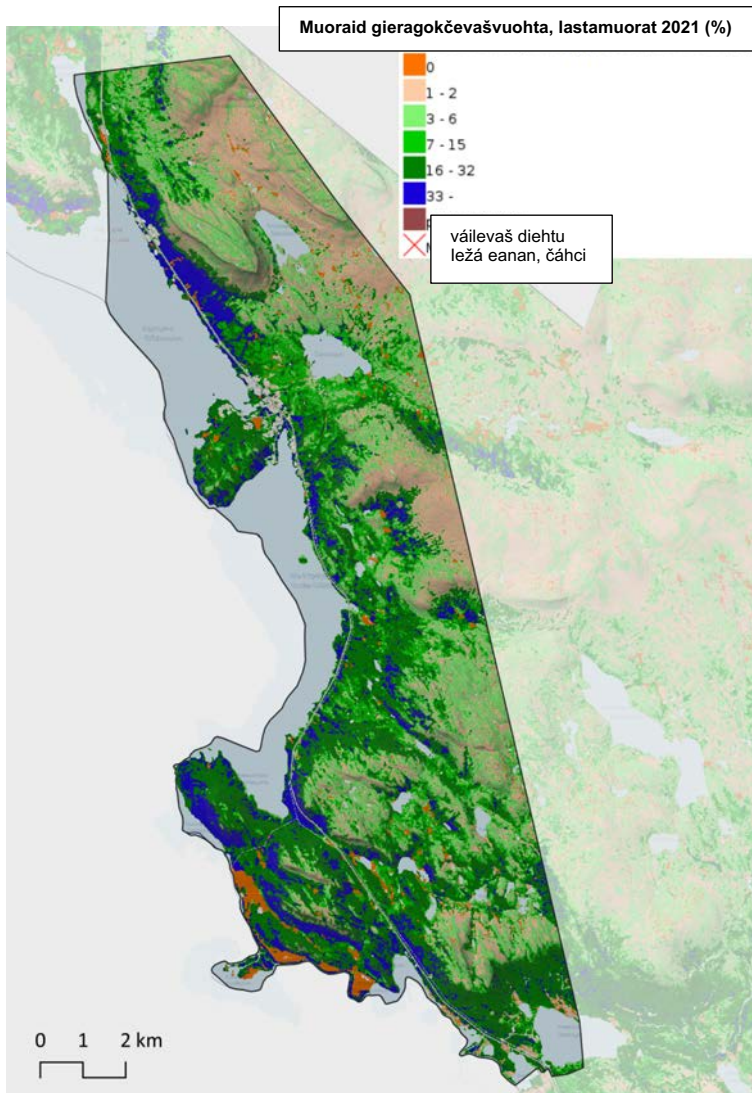 Muoraid gieragokčevašvuohta, lastamuorat 2021 (%)
0
1 - 2
3 - 6
7 - 15
16 - 32
33 -
váilevaš diehtu
ležá eanan, čáhci
0 1 2 km